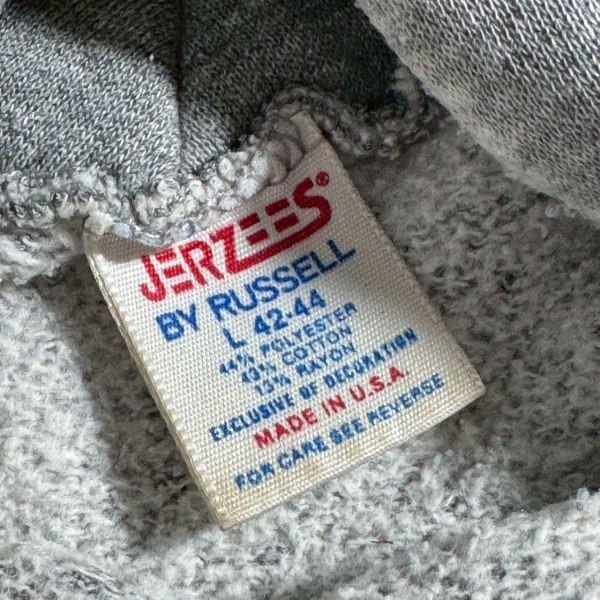 JERZEES®
BY RUSSELL
L 42-44
44% POLYESTER
43% COTTON
13% RAYON
EXCLUSIVE OF DECORATION
MADE IN U.S.A.
FOR CARE SEE REVERSE